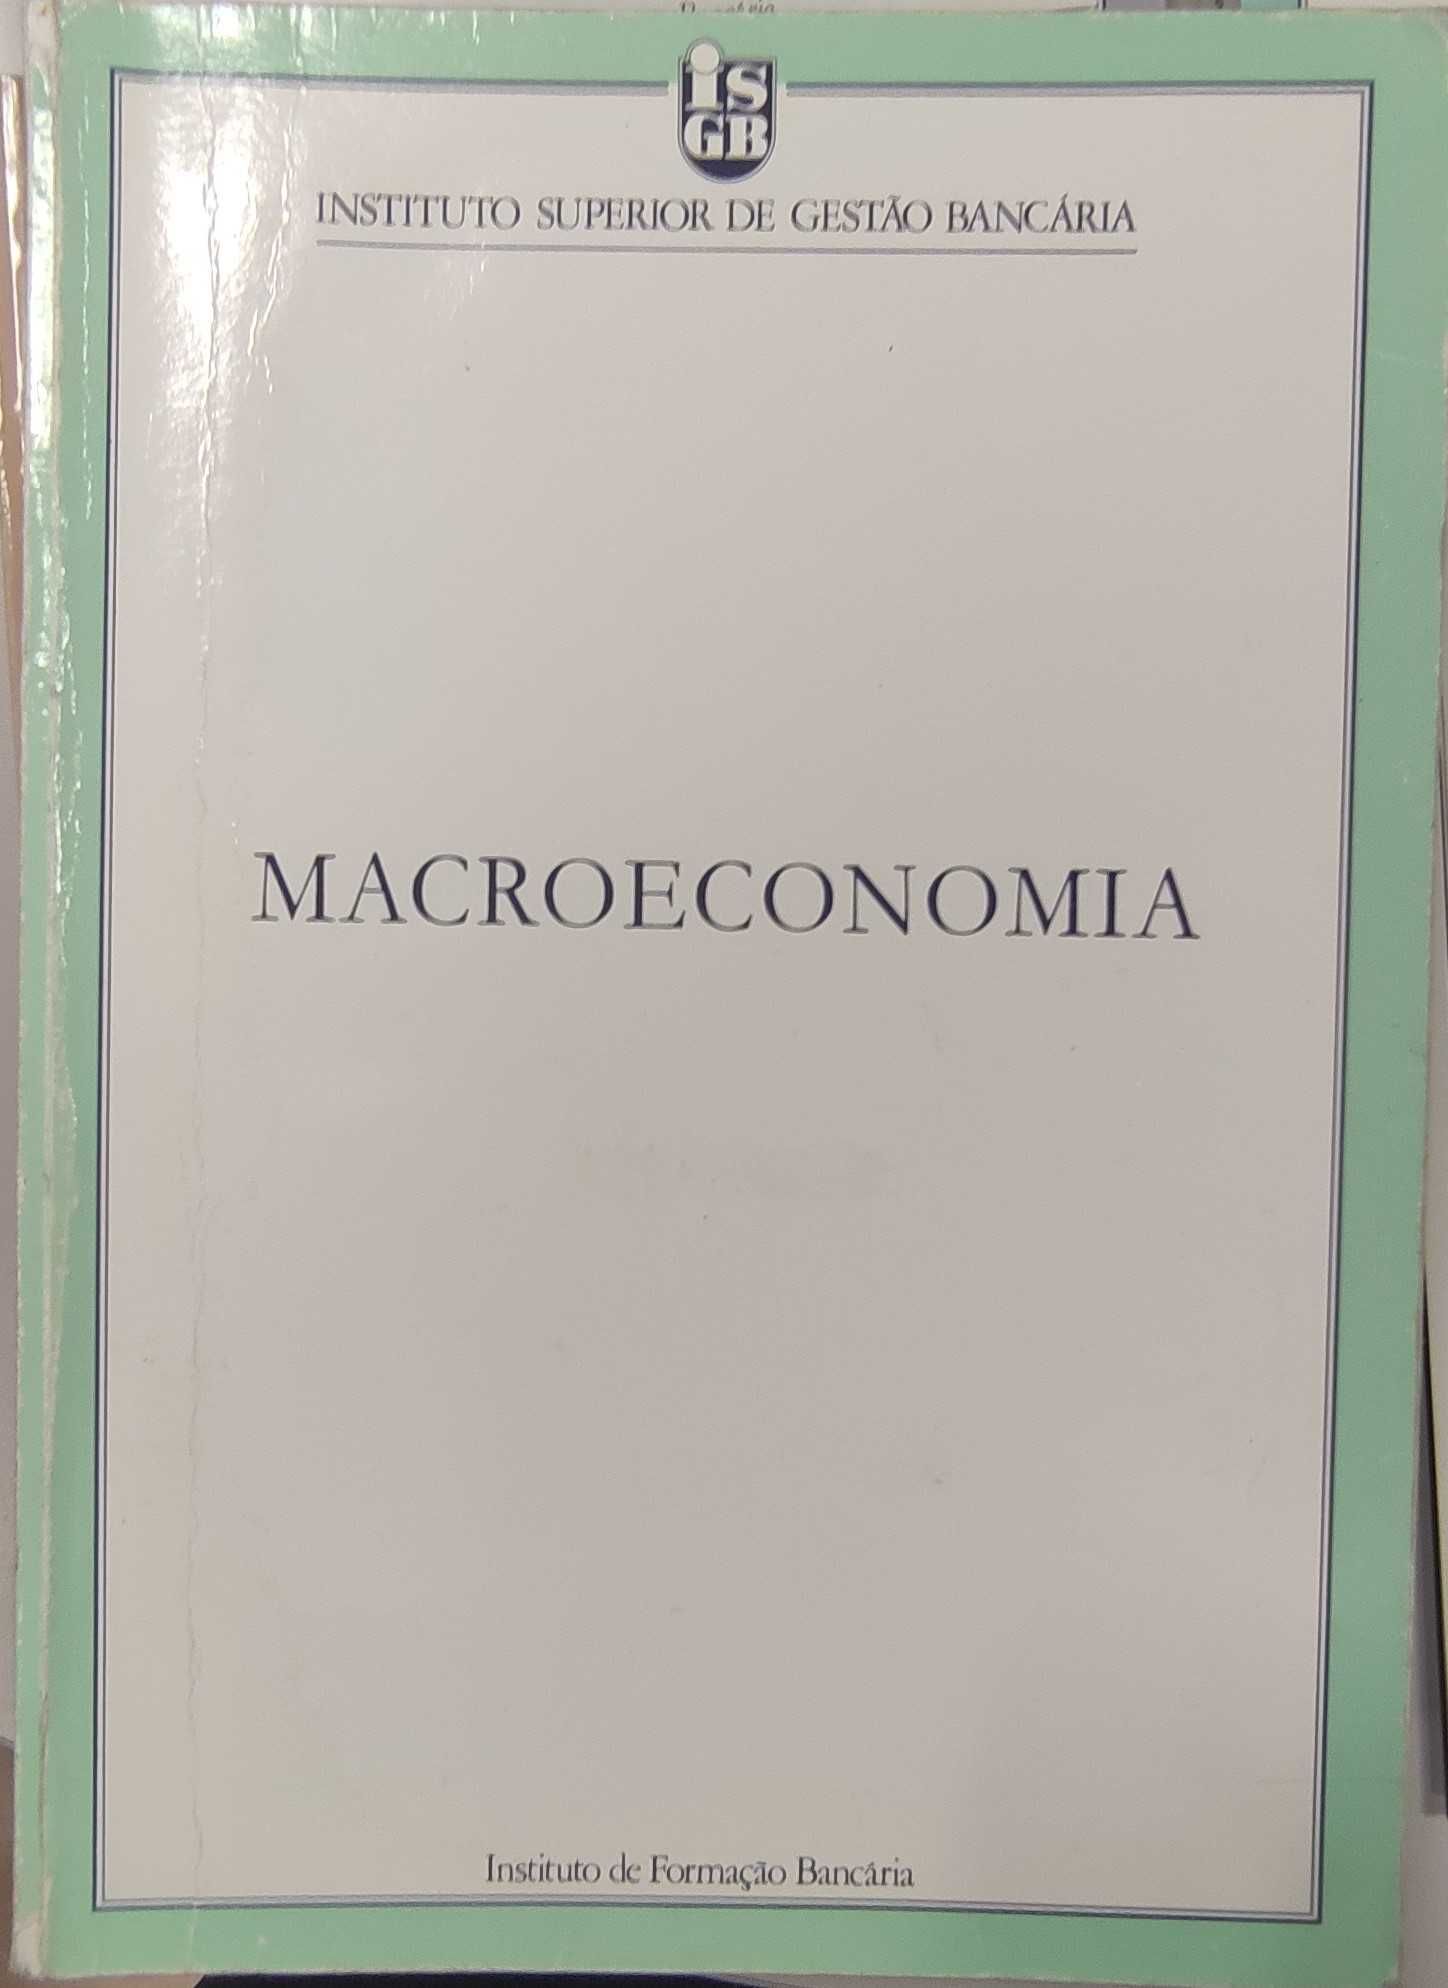 iS
GB
INSTITUTO SUPERIOR DE GESTÃO BANCÁRIA
MACROECONOMIA
Instituto de Formação Bancária